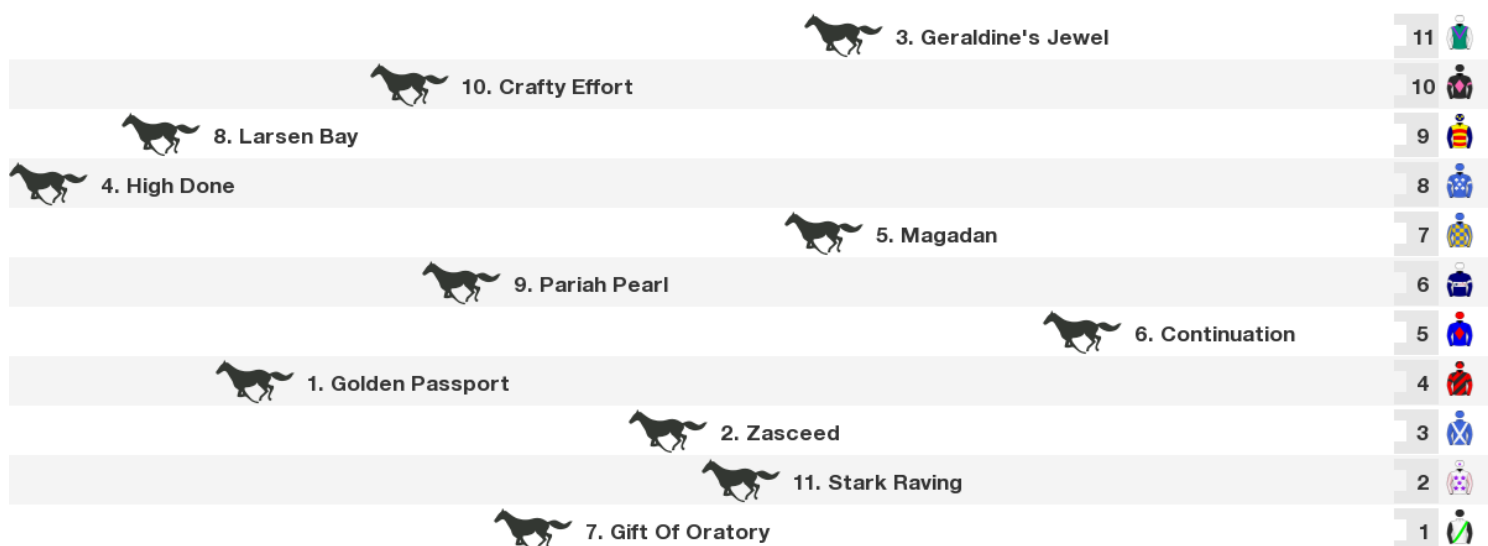 3. Geraldine's Jewel 11
10. Crafty Effort 10
8. Larsen Bay 9
4. High Done 8
5. Magadan 7
9. Pariah Pearl 6
6. Continuation 5
1. Golden Passport 4
2. Zasceed 3
11. Stark Raving 2
7. Gift Of Oratory 1